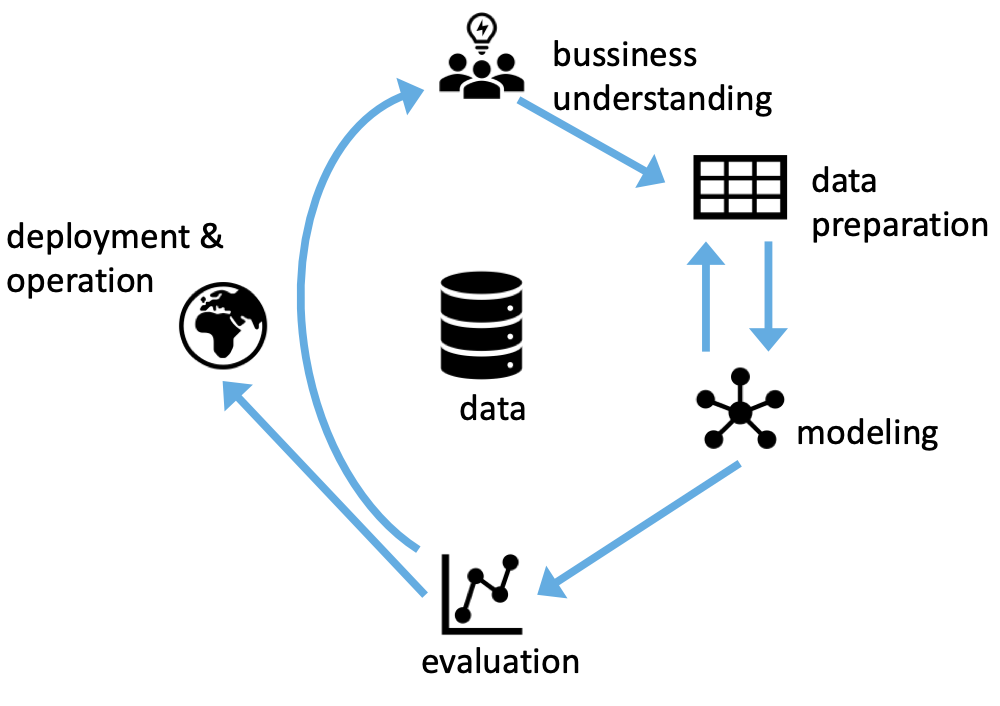 bussiness
understanding
data
preparation
deployment &
operation
data
modeling
evaluation